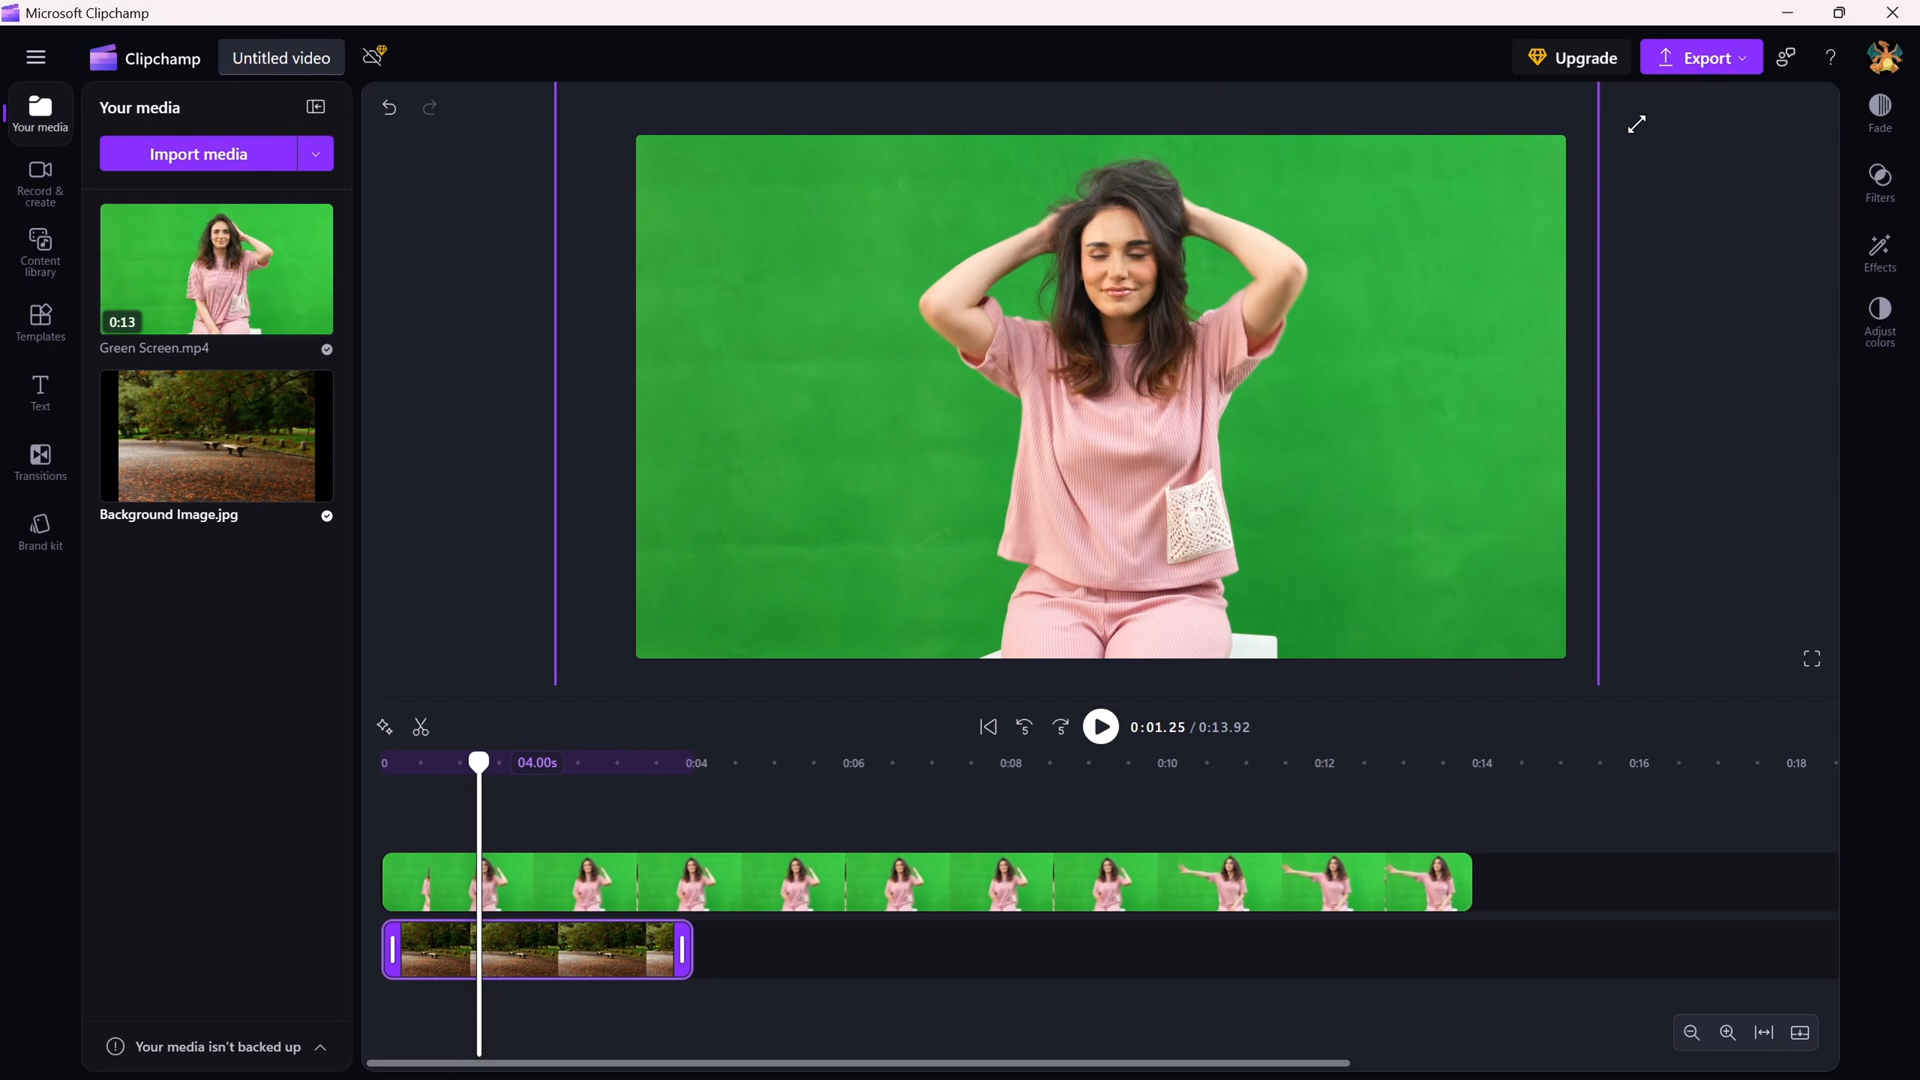 Microsoft Clipchamp
Clipchamp
Untitled video
Upgrade
Export
?
Your media
Record &
create
Content
library
Templates
Text
Transitions
Brand kit
Your media
Import media
0:13
Green Screen.mp4
Background Image.jpg
Your media isn't backed up
Fade
Filters
Effects
Adjust
colors
5
5
0:01.25 / 0:13.92
0
04.00s
0:04
0:06
0:08
0:10
0:12
0:14
0:16
0:18